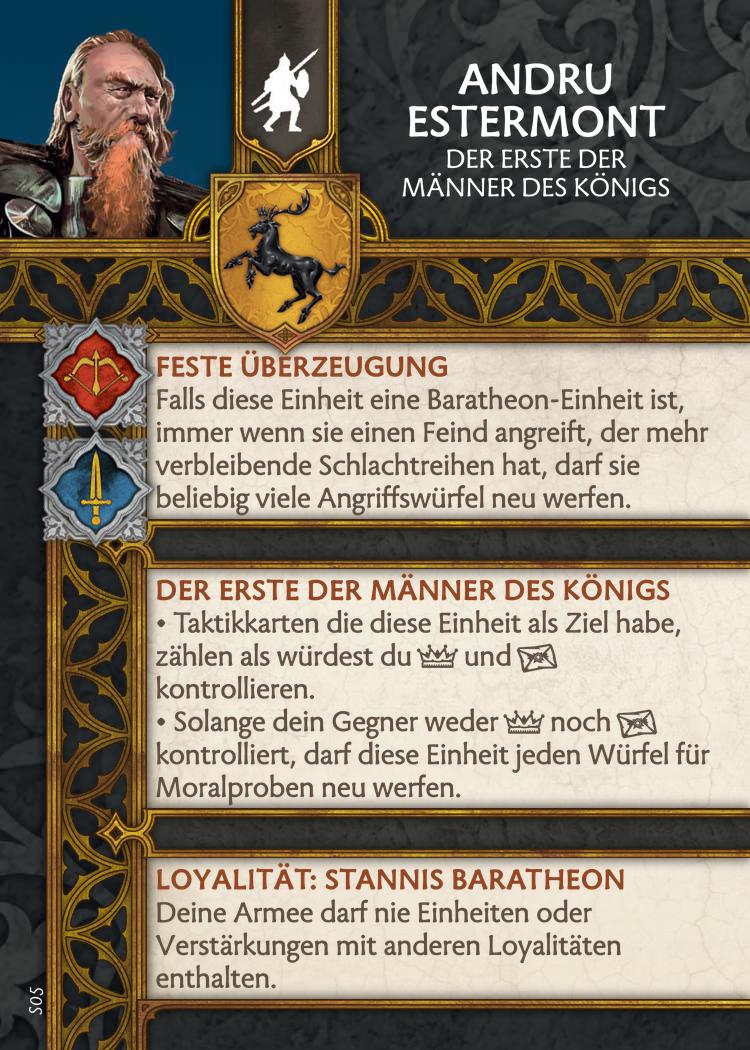 ANDRU
ESTERMONT
DER ERSTE DER
MÄNNER DES KÖNIGS
FESTE ÜBERZEUGUNG
Falls diese Einheit eine Baratheon-Einheit ist,
immer wenn sie einen Feind angreift, der mehr
verbleibende Schlachtreihen hat, darf sie
beliebig viele Angriffswürfel neu werfen.
DER ERSTE DER MÄNNER DES KÖNIGS
• Taktikkarten die diese Einheit als Ziel habe,
zählen als würdest du und
kontrollieren.
• Solange dein Gegner weder noch
kontrolliert, darf diese Einheit jeden Würfel für
Moralproben neu werfen.
LOYALITÄT: STANNIS BARATHEON
Deine Armee darf nie Einheiten oder
Verstärkungen mit anderen Loyalitäten
enthalten.
S05